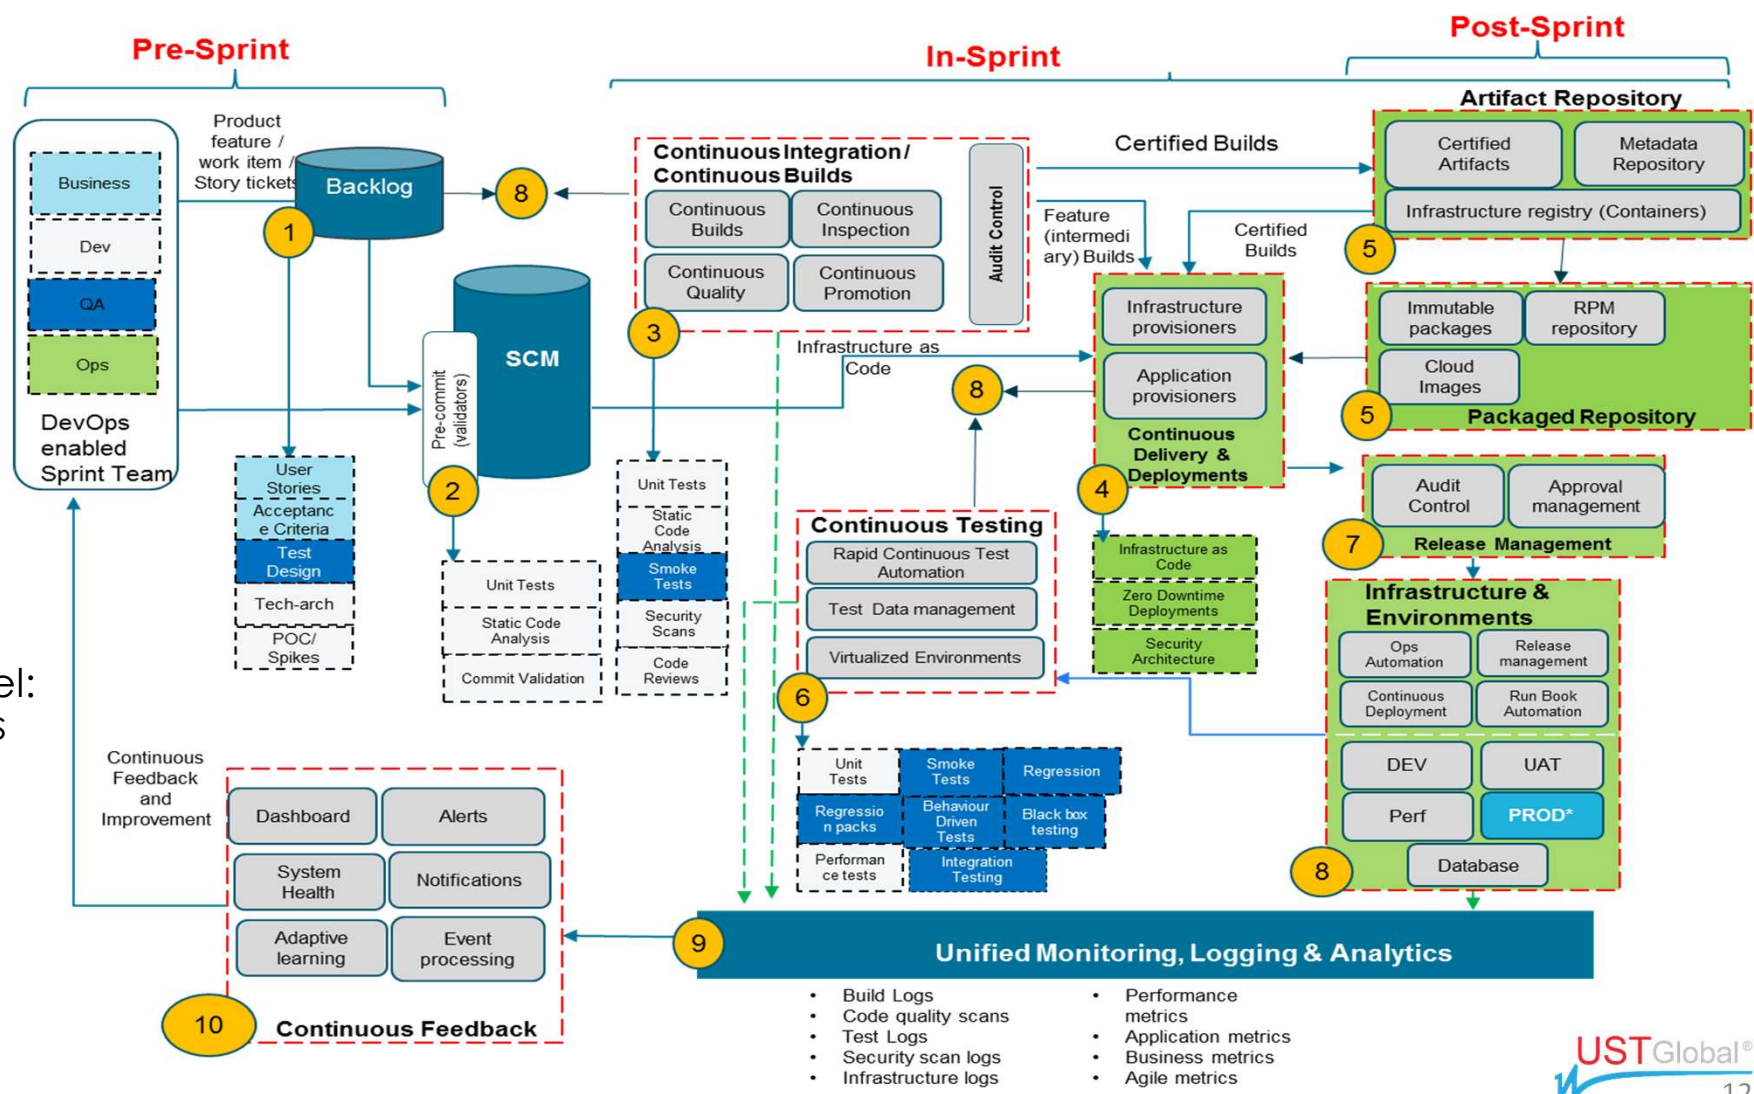 Pre-Sprint
In-Sprint
Post-Sprint
Business
Dev
QA
Ops
DevOps
enabled
Sprint Team
Product
feature /
work item /
Story tickets
Backlog
1
8
SCM
Pre-commit
(validators)
2
User
Stories
Acceptanc
e Criteria
Test
Design
Tech-arch
POC/
Spikes
Unit Tests
Static Code
Analysis
Commit Validation
Continuous Integration/
Continuous Builds
Continuous
Builds
Continuous
Inspection
Continuous
Quality
Continuous
Promotion
Audit Control
3
Unit Tests
Static
Code
Analysis
Smoke
Tests
Security
Scans
Code
Reviews
Certified Builds
Feature
(intermedi
ary) Builds
Certified
Builds
Infrastructure as
Code
8
Artifact Repository
Certified
Artifacts
Metadata
Repository
Infrastructure registry (Containers)
5
Immutable
packages
RPM
repository
Cloud
Images
5
Packaged Repository
Infrastructure
provisioners
Application
provisioners
Continuous
Delivery &
Deployments
4
Infrastructure as
Code
Zero Downtime
Deployments
Security
Architecture
Audit
Control
Approval
management
7
Release Management
Continuous Testing
Rapid Continuous Test
Automation
Test Data management
Virtualized Environments
6
Unit
Tests
Smoke
Tests
Regression
Regressio
n packs
Behaviour
Driven
Tests
Black box
testing
Performan
ce tests
Integration
Testing
Infrastructure &
Environments
Ops
Automation
Release
management
Continuous
Deployment
Run Book
Automation
DEV
UAT
Perf
PROD*
Database
8
el:
s
Continuous
Feedback
and
Improvement
Dashboard
Alerts
System
Health
Notifications
Adaptive
learning
Event
processing
10
Continuous Feedback
9
Unified Monitoring, Logging & Analytics
• Build Logs
• Code quality scans
• Test Logs
• Security scan logs
• Infrastructure logs
• Performance
metrics
• Application metrics
• Business metrics
• Agile metrics
USTGlobal®
12